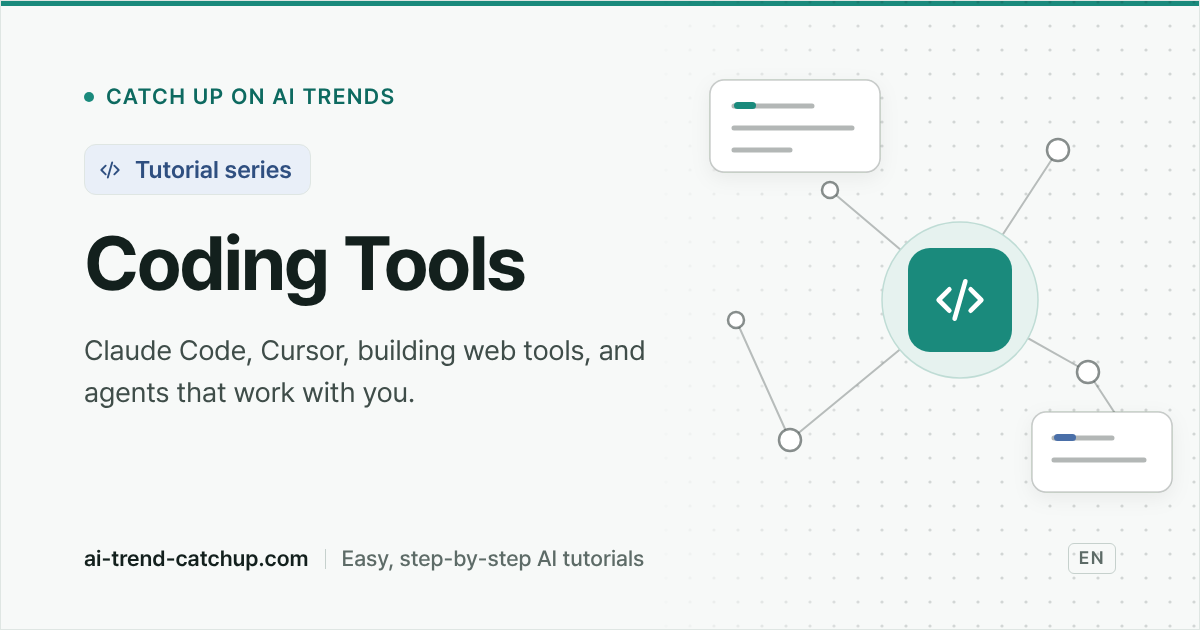 CATCH UP ON AI TRENDS
</> Tutorial series
Coding Tools
Claude Code, Cursor, building web tools, and
agents that work with you.
</>
ai-trend-catchup.com | Easy, step-by-step AI tutorials
EN